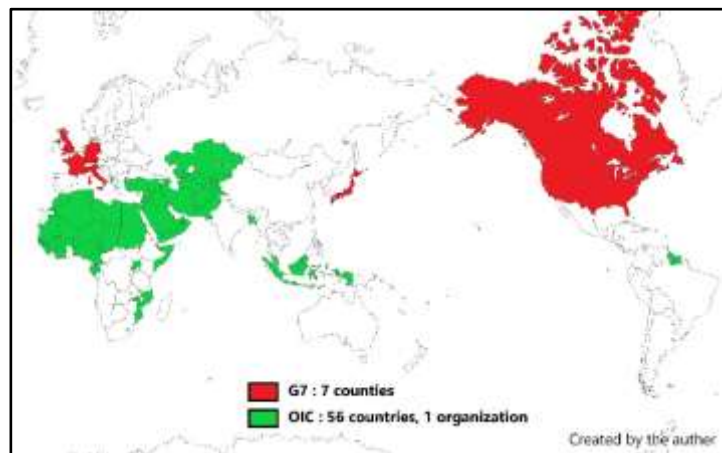 G7 : 7 counties
OIC : 56 countries, 1 organization
Created by the auther